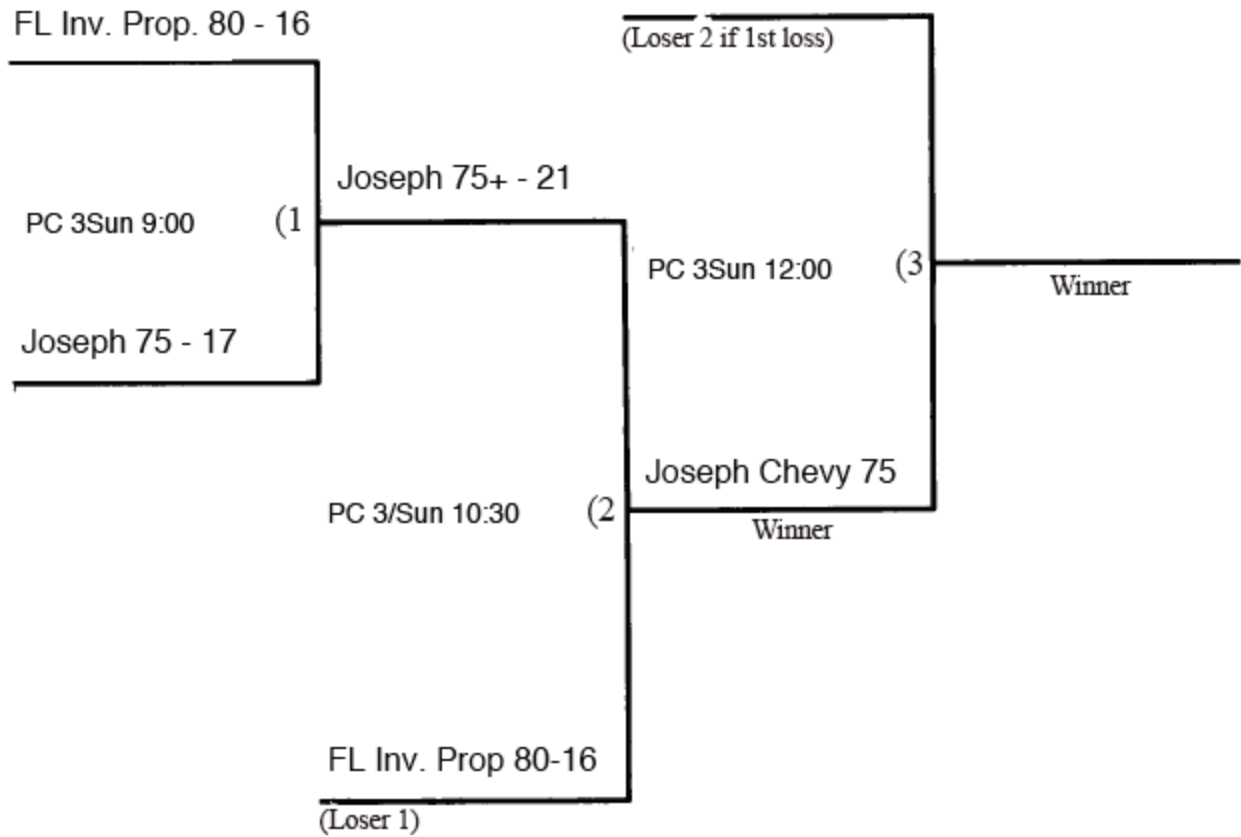 FL Inv. Prop. 80 - 16
(Loser 2 if 1st loss)
Joseph 75+ - 21
PC 3Sun 9:00
(1
PC 3Sun 12:00
(3
Winner
Joseph 75 - 17
Joseph Chevy 75
PC 3/Sun 10:30
(2
Winner
FL Inv. Prop 80-16
(Loser 1)